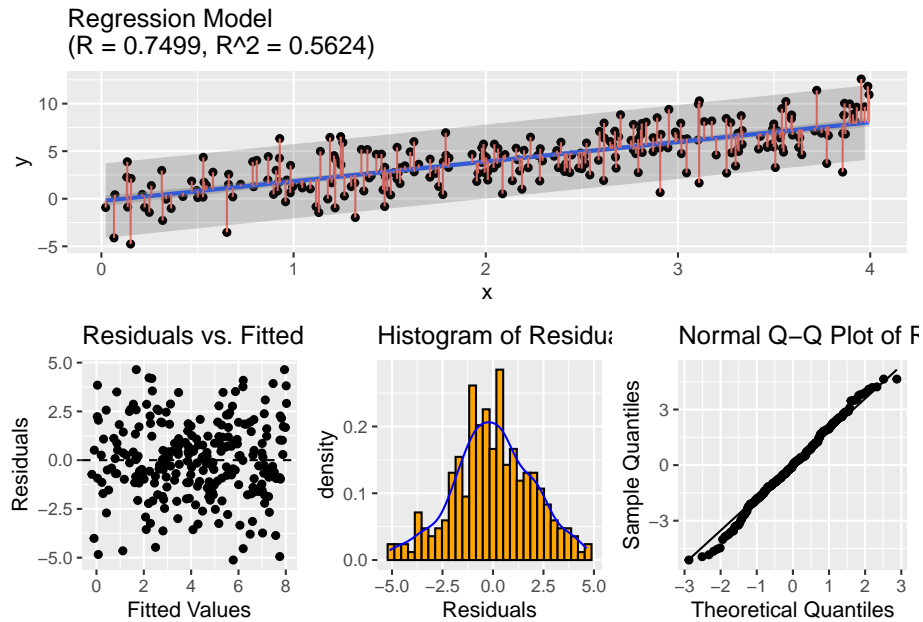 Regression Model
(R = 0.7499, R^2 = 0.5624)
10
5
0
−5
y
0 1 2 3 4
x
Residuals vs. Fitted
5.0
2.5
0.0
−2.5
−5.0
Residuals
0 2 4 6 8
Fitted Values
Histogram of Residua
0.2
0.1
0.0
density
−5.0 −2.5 0.0 2.5 5.0
Residuals
Normal Q−Q Plot of R
3
0
−3
Sample Quantiles
−3 −2 −1 0 1 2 3
Theoretical Quantiles